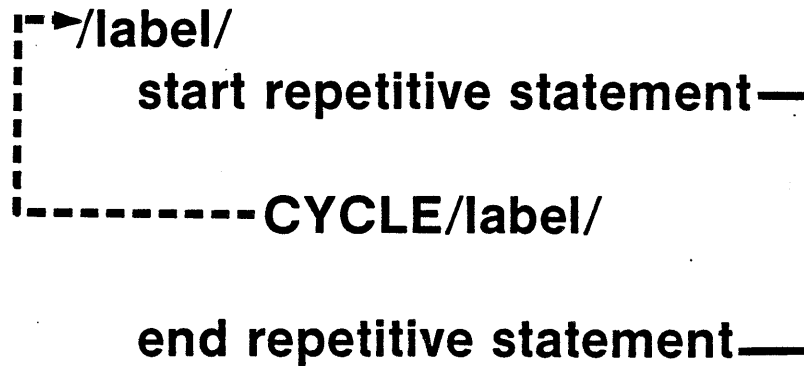 /label/
start repetitive statement
CYCLE/label/
end repetitive statement